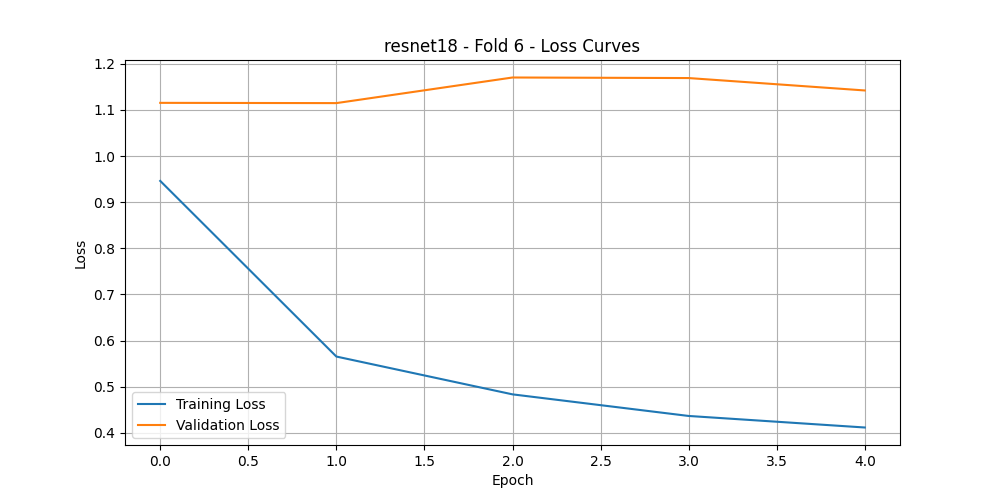 resnet18 - Fold 6 - Loss Curves
1.2
1.1
1.0
0.9
0.8
0.7
0.6
0.5
0.4
Loss
Training Loss
Validation Loss
0.0 0.5 1.0 1.5 2.0 2.5 3.0 3.5 4.0
Epoch